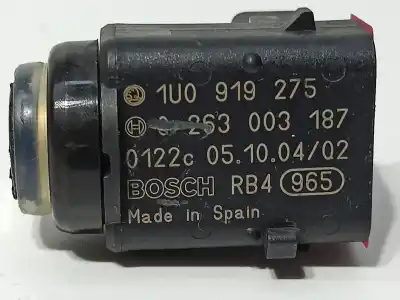 1U0 919 275
0 263 003 187
0122c 05.10.04/02
BOSCH RB4 965
Made in Spain